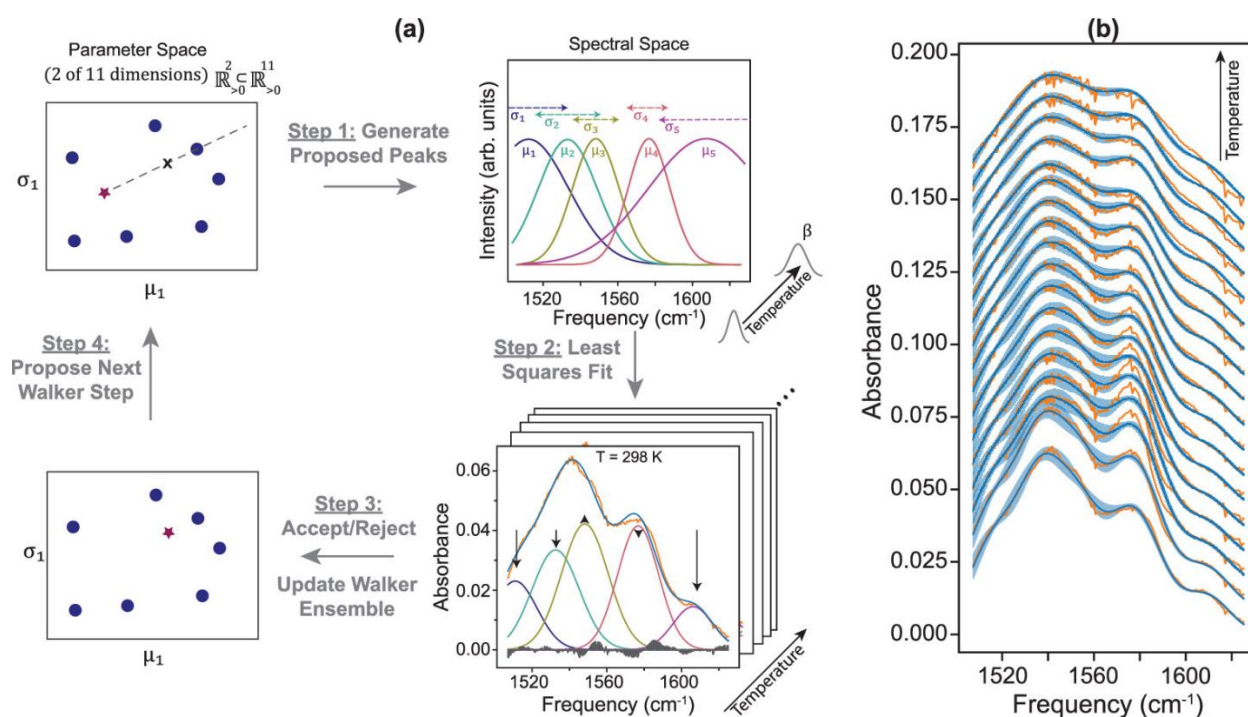 (a)
Parameter Space
(2 of 11 dimensions) ℝ²>0 ⊂ ℝ¹¹>0
σ1
μ1
Step 1: Generate
Proposed Peaks
Spectral Space
Intensity (arb. units)
σ1
σ2
σ3
σ4
σ5
μ1
μ2
μ3
μ4
μ5
1520 1560 1600
Frequency (cm-1)
β
Temperature
Step 2: Least
Squares Fit
T = 298 K
Absorbance
0.06
0.04
0.02
0.00
1520 1560 1600
Frequency (cm-1)
Temperature
Step 3:
Accept/Reject
Update Walker
Ensemble
σ1
μ1
Step 4:
Propose Next
Walker Step
(b)
Temperature
Absorbance
0.200
0.175
0.150
0.125
0.100
0.075
0.050
0.025
0.000
1520 1560 1600
Frequency (cm-1)